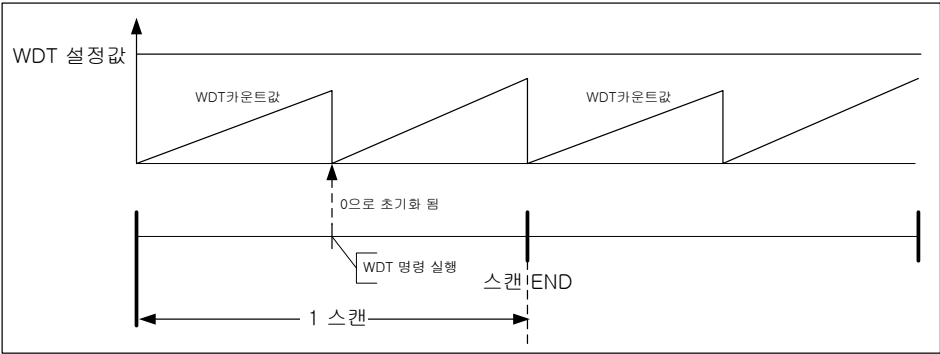 WDT 설정값
WDT카운트값
WDT카운트값
0으로 초기화 됨
WDT 명령 실행
스캔 END
1 스캔